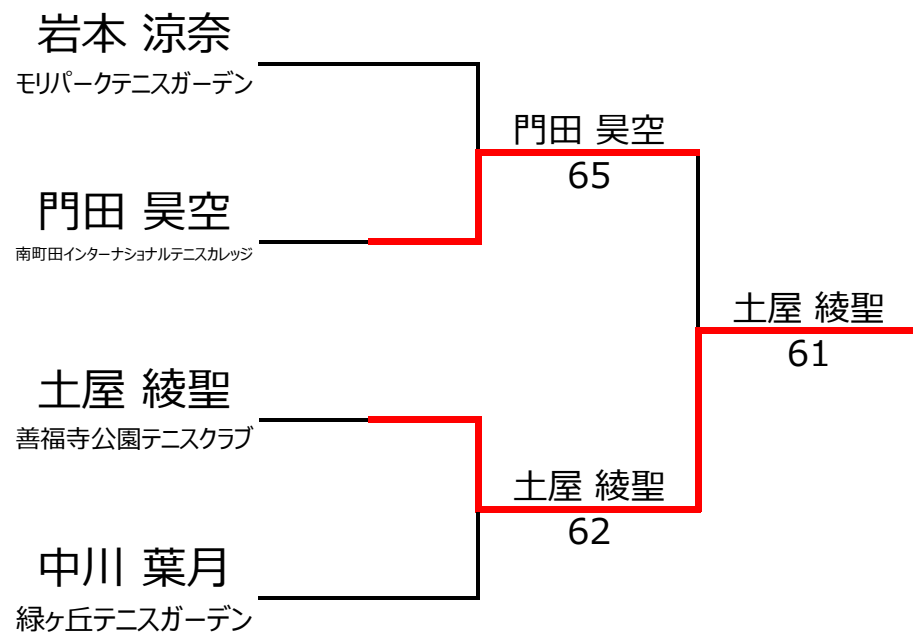 岩本 涼奈
モリパークテニスガーデン
門田 昊空
65
門田 昊空
南町田インターナショナルテニスカレッジ
土屋 綾聖
61
土屋 綾聖
善福寺公園テニスクラブ
土屋 綾聖
62
中川 葉月
緑ヶ丘テニスガーデン